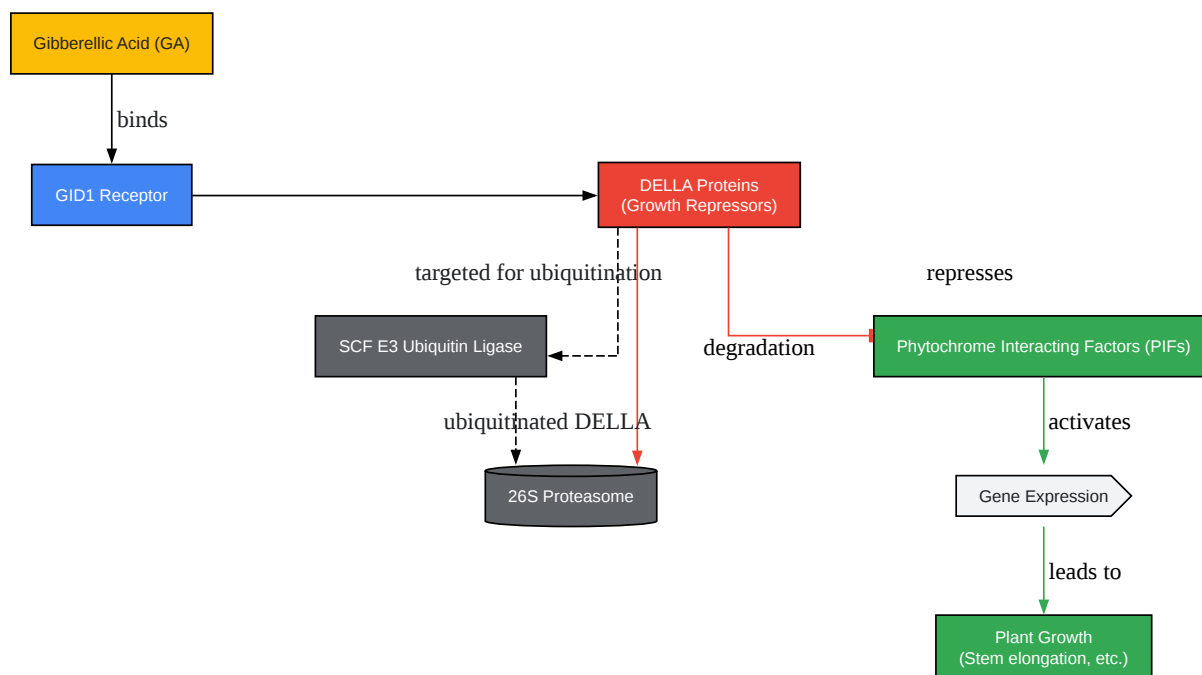 Gibberellic Acid (GA)
binds
GID1 Receptor
DELLA Proteins
(Growth Repressors)
targeted for ubiquitination
represses
SCF E3 Ubiquitin Ligase
degradation
Phytochrome Interacting Factors (PIFs)
ubiquitinated DELLA
activates
26S Proteasome
Gene Expression
leads to
Plant Growth
(Stem elongation, etc.)